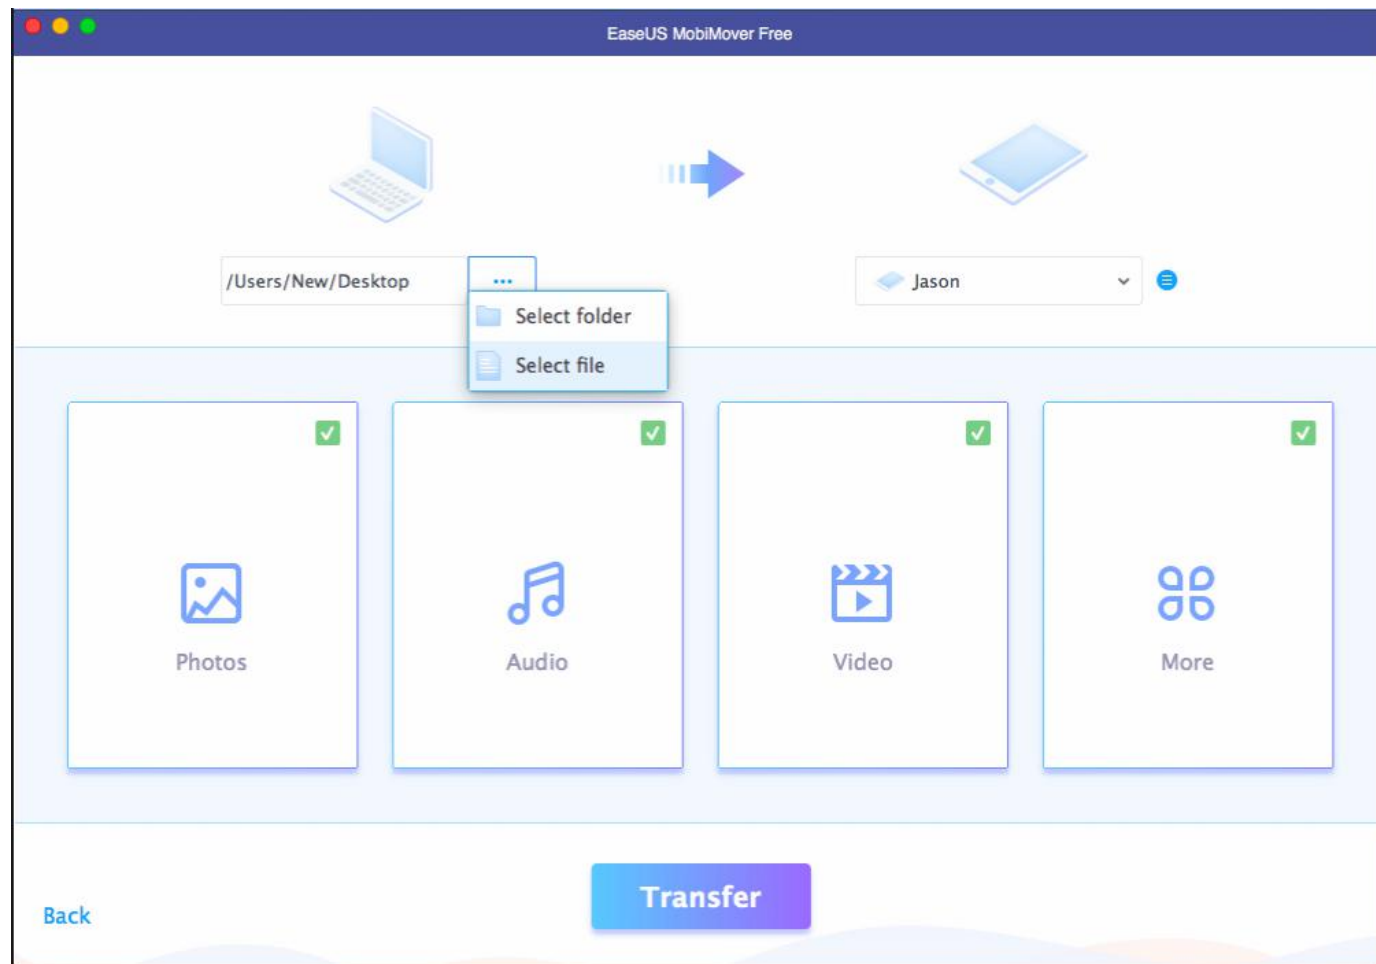 EaseUS MobiMover Free
/Users/New/Desktop
...
Jason
Select folder
Select file
Photos
Audio
Video
More
Transfer
Back